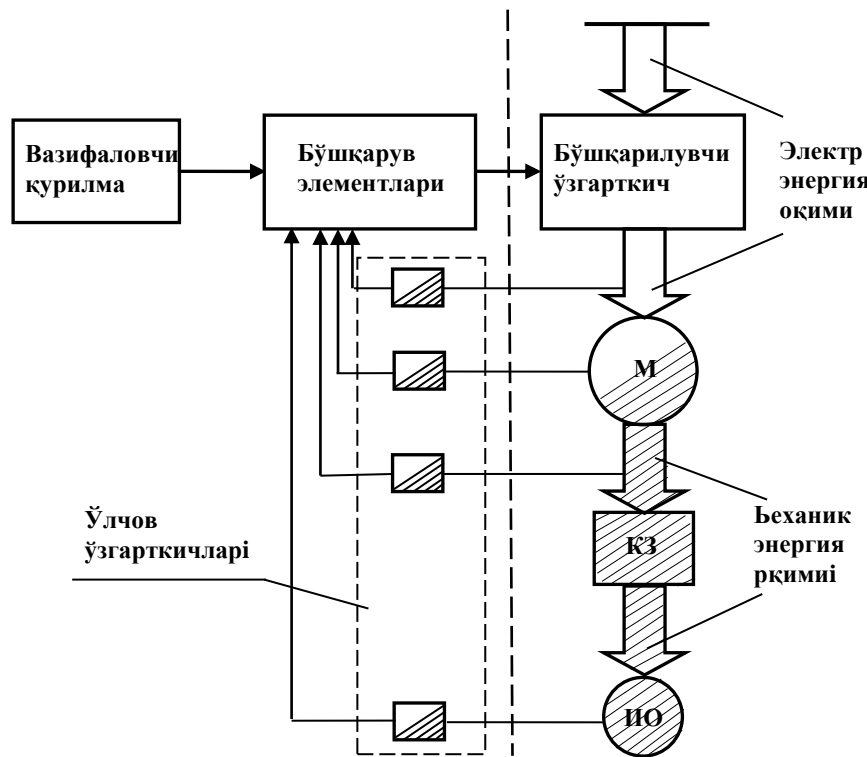 Вазифаловчи
қурилма
Бўшқарув
элементлари
Бўшқарилувчи
ўзгарткич
Электр
энергия
оқими
М
Ўлчов
ўзгарткичларі
КЗ
Ьеханик
энергия
рқимиі
ИО